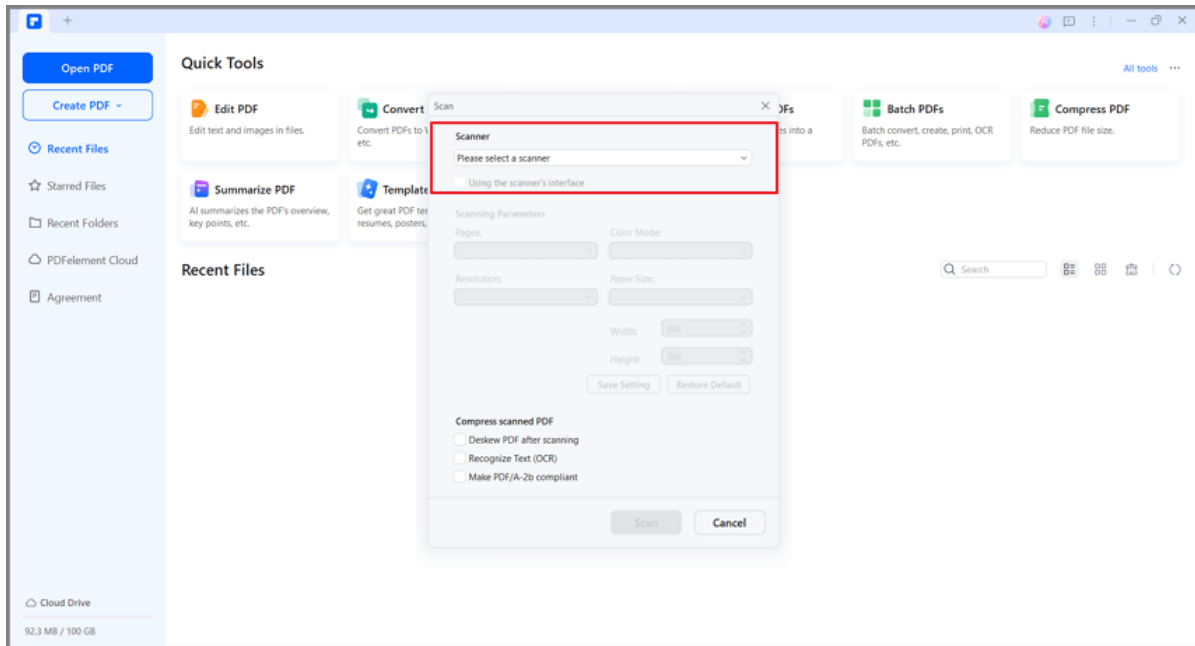 Open PDF
Create PDF
Recent Files
Starred Files
Recent Folders
PDFelement Cloud
Agreement
Cloud Drive
92.3 MB / 100 GB
Quick Tools
All tools
Edit PDF
Edit text and images in files.
Convert
Convert PDFs to
etc.
DFs
es into a
Batch PDFs
Batch convert, create, print, OCR
PDFs, etc.
Compress PDF
Reduce PDF file size.
Summarize PDF
AI summarizes the PDF's overview,
key points, etc.
Template
Get great PDF ter
resumes, posters,
Recent Files
Search
Scan
Scanner
Please select a scanner
Using the scanner's interface
Scanning Parameters
Pages:
Color Mode:
Resolution:
Paper Size:
Width:
Height:
Save Setting
Restore Default
Compress scanned PDF
Deskew PDF after scanning
Recognize Text (OCR)
Make PDF/A-2b compliant
Scan
Cancel